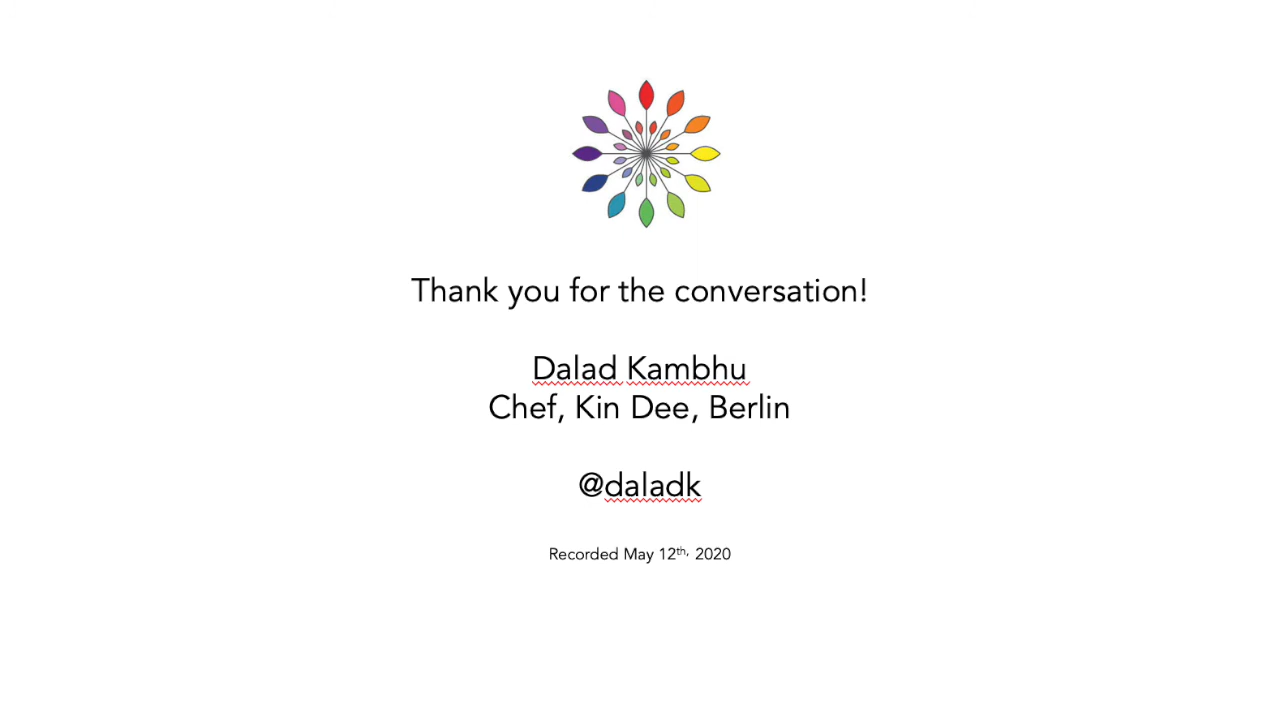 Thank you for the conversation!
Dalad Kambhu
Chef, Kin Dee, Berlin
@daladk
Recorded May 12th, 2020